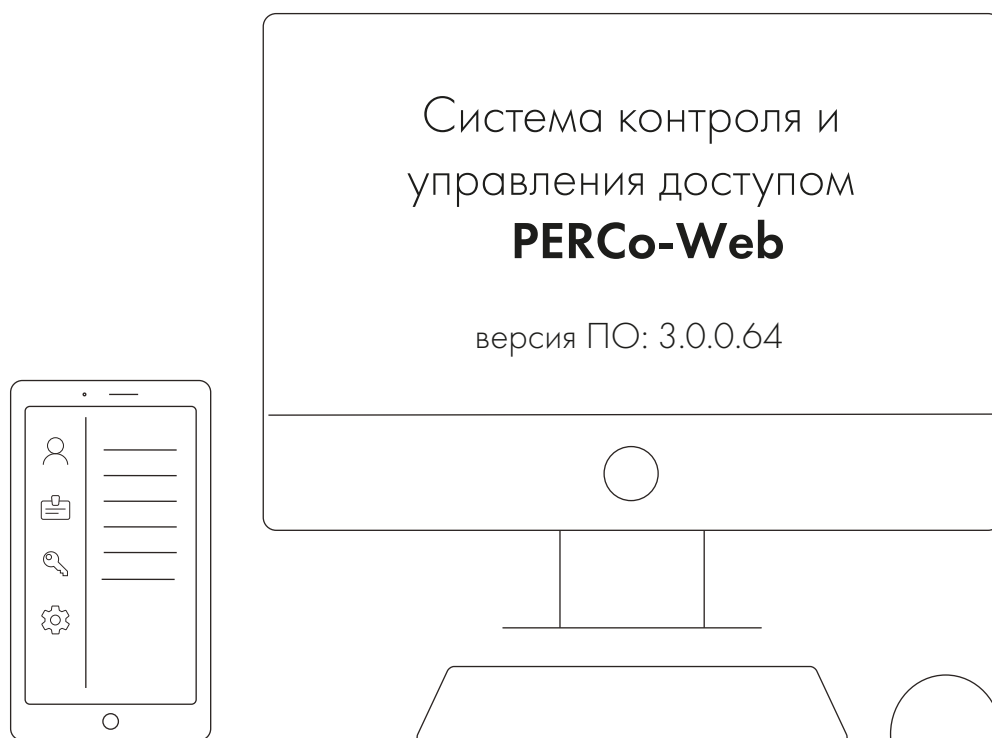 Система контроля и
управления доступом
PERCo-Web
версия ПО: 3.0.0.64